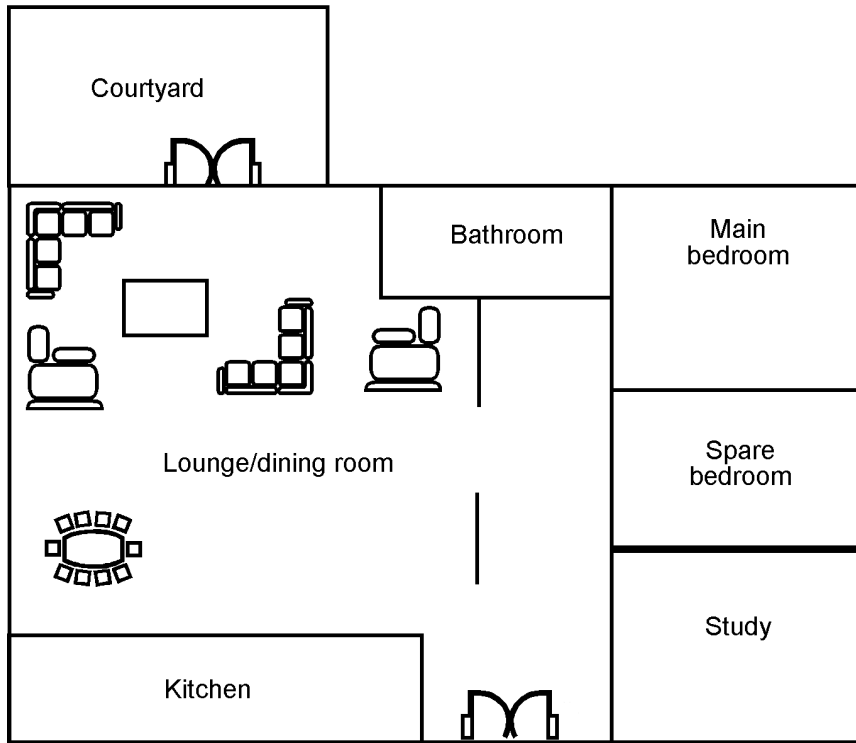 Courtyard
Bathroom
Main
bedroom
Lounge/dining room
Spare
bedroom
Study
Kitchen